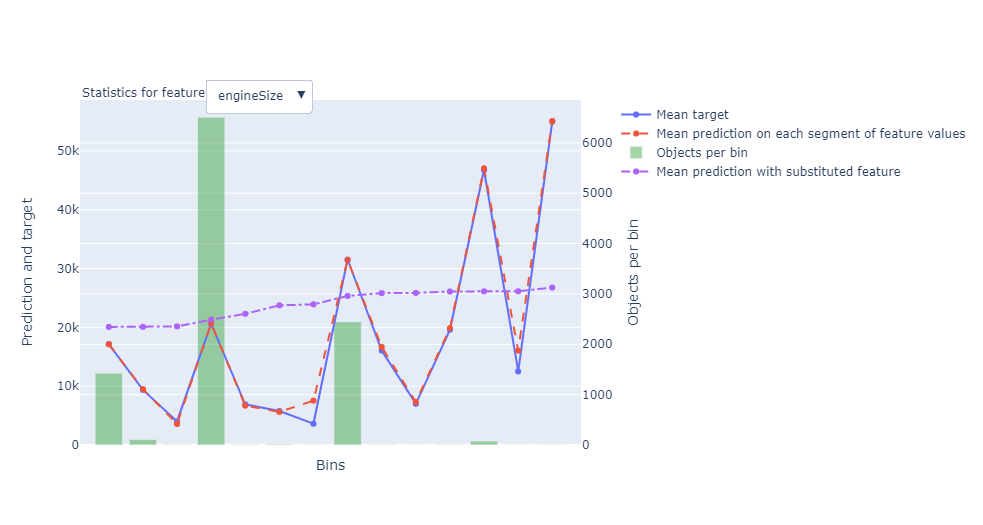 Statistics for feature
engineSize ▼
Mean target
Mean prediction on each segment of feature values
Objects per bin
Mean prediction with substituted feature
Prediction and target
50k
40k
30k
20k
10k
0
6000
5000
4000
3000
2000
1000
0
Objects per bin
Bins